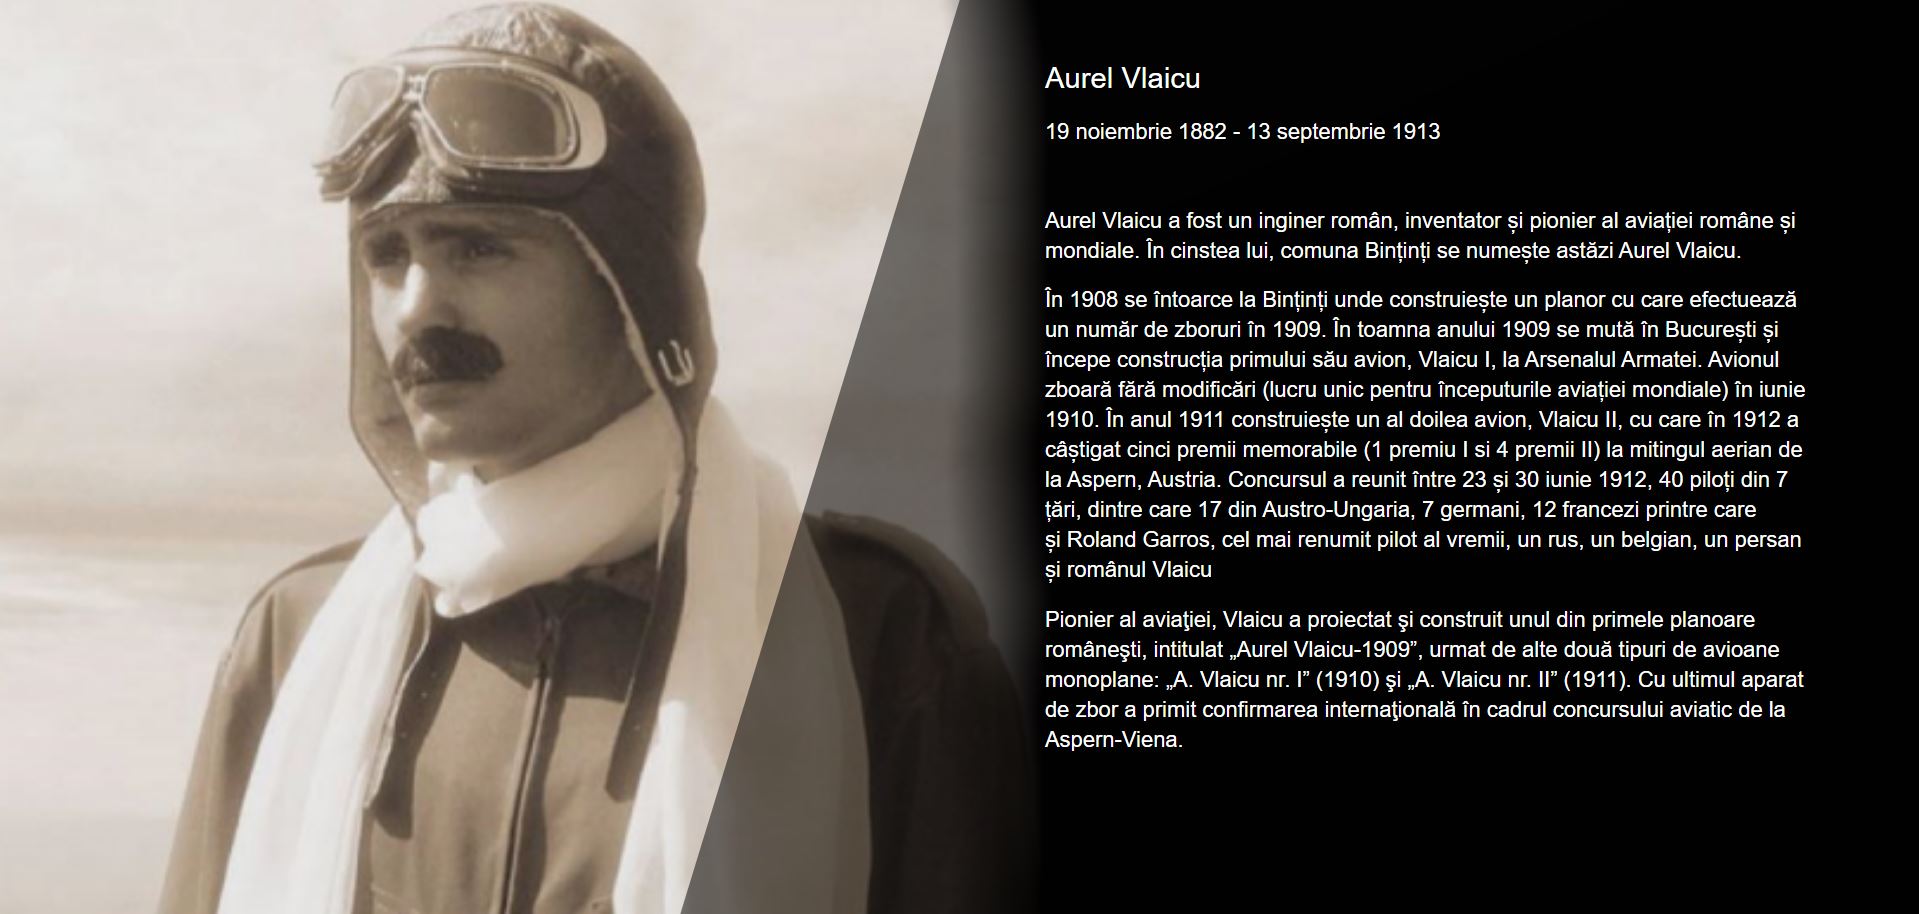 Aurel Vlaicu
19 noiembrie 1882 - 13 septembrie 1913
Aurel Vlaicu a fost un inginer român, inventator și pionier al aviației române și
mondiale. În cinstea lui, comuna Binținți se numește astăzi Aurel Vlaicu.
În 1908 se întoarce la Binținți unde construiește un planor cu care efectuează
un număr de zboruri în 1909. În toamna anului 1909 se mută în București și
începe construcția primului său avion, Vlaicu I, la Arsenalul Armatei. Avionul
zboară fără modificări (lucru unic pentru începuturile aviației mondiale) în iunie
1910. În anul 1911 construiește un al doilea avion, Vlaicu II, cu care în 1912 a
câștigat cinci premii memorabile (1 premiu I si 4 premii II) la mitingul aerian de
la Aspern, Austria. Concursul a reunit între 23 și 30 iunie 1912, 40 piloți din 7
țări, dintre care 17 din Austro-Ungaria, 7 germani, 12 francezi printre care
și Roland Garros, cel mai renumit pilot al vremii, un rus, un belgian, un persan
și românul Vlaicu
Pionier al aviaţiei, Vlaicu a proiectat şi construit unul din primele planoare
româneşti, intitulat „Aurel Vlaicu-1909”, urmat de alte două tipuri de avioane
monoplane: „A. Vlaicu nr. I” (1910) şi „A. Vlaicu nr. II” (1911). Cu ultimul aparat
de zbor a primit confirmarea internaţională în cadrul concursului aviatic de la
Aspern-Viena.